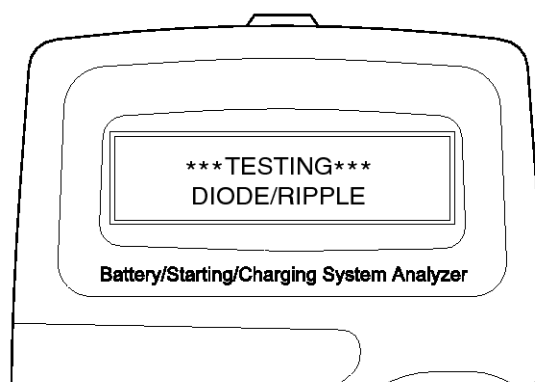 ***TESTING***
DIODE/RIPPLE
Battery/Starting/Charging System Analyzer